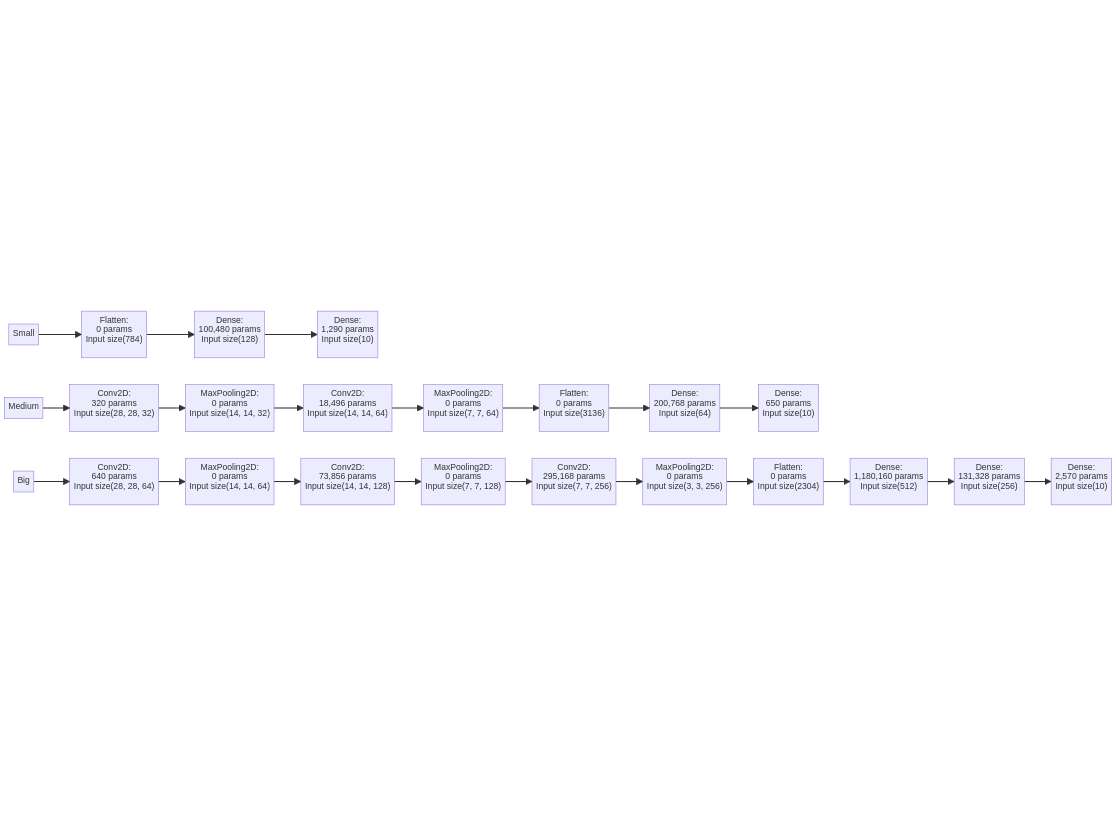 Small
Flatten:
0 params
Input size(784)
Dense:
100,480 params
Input size(128)
Dense:
1,290 params
Input size(10)
Medium
Conv2D:
320 params
Input size(28, 28, 32)
MaxPooling2D:
0 params
Input size(14, 14, 32)
Conv2D:
18,496 params
Input size(14, 14, 64)
MaxPooling2D:
0 params
Input size(7, 7, 64)
Flatten:
0 params
Input size(3136)
Dense:
200,768 params
Input size(64)
Dense:
650 params
Input size(10)
Big
Conv2D:
640 params
Input size(28, 28, 64)
MaxPooling2D:
0 params
Input size(14, 14, 64)
Conv2D:
73,856 params
Input size(14, 14, 128)
MaxPooling2D:
0 params
Input size(7, 7, 128)
Conv2D:
295,168 params
Input size(7, 7, 256)
MaxPooling2D:
0 params
Input size(3, 3, 256)
Flatten:
0 params
Input size(2304)
Dense:
1,180,160 params
Input size(512)
Dense:
131,328 params
Input size(256)
Dense:
2,570 params
Input size(10)